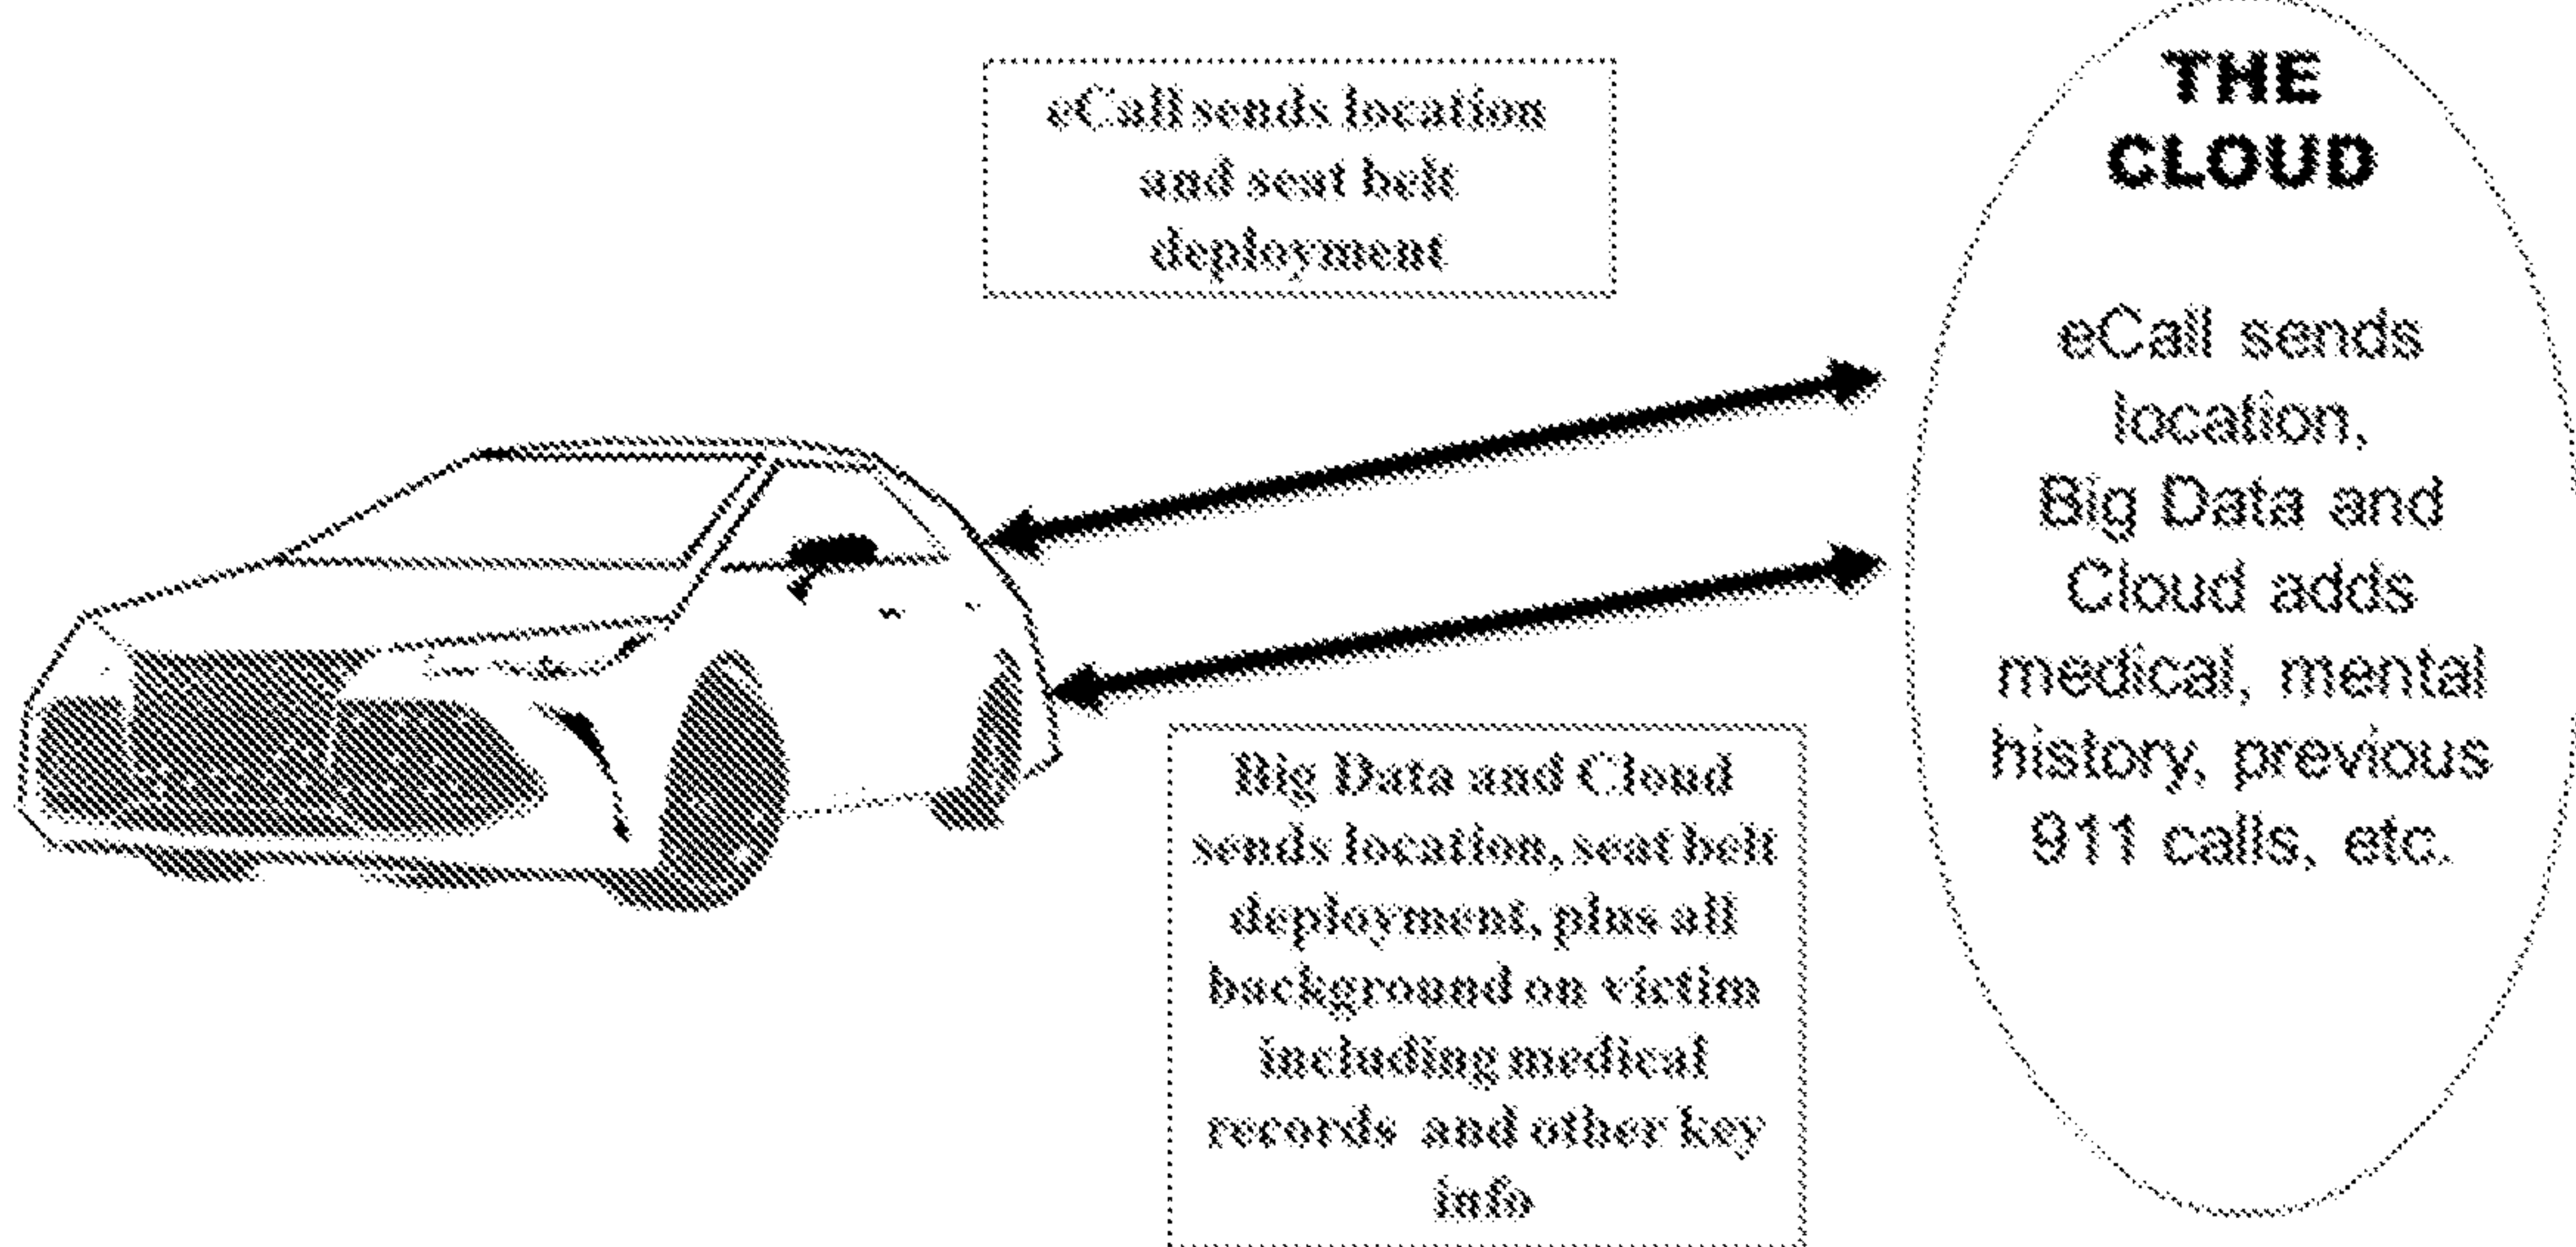 eCall sends location
and seat belt
deployment
THE
CLOUD
eCall sends
location,
Big Data and
Cloud adds
medical, mental
history, previous
911 calls, etc.
Big Data and Cloud
sends location, seat belt
deployment, plus all
background on victim
including medical
records and other key
info